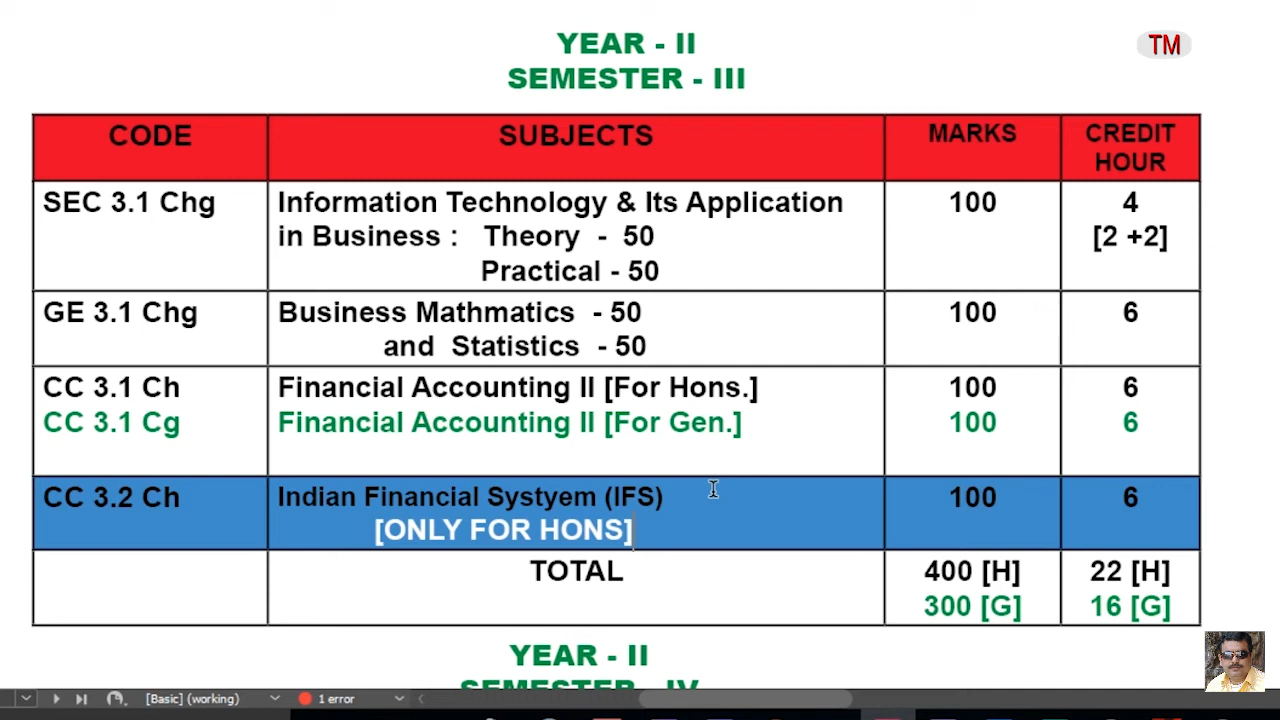 YEAR - II
TM
SEMESTER - III
CODE SUBJECTS MARKS CREDIT HOUR
SEC 3.1 Chg Information Technology & Its Application 100 4
in Business : Theory - 50 [2 +2]
Practical - 50
GE 3.1 Chg Business Mathmatics - 50 100 6
and Statistics - 50
CC 3.1 Ch Financial Accounting II [For Hons.] 100 6
CC 3.1 Cg Financial Accounting II [For Gen.] 100 6
CC 3.2 Ch Indian Financial Systyem (IFS) 100 6
[ONLY FOR HONS]
TOTAL 400 [H] 22 [H]
300 [G] 16 [G]
YEAR - II
SEMESTER - IV
[Basic] (working) 1 error